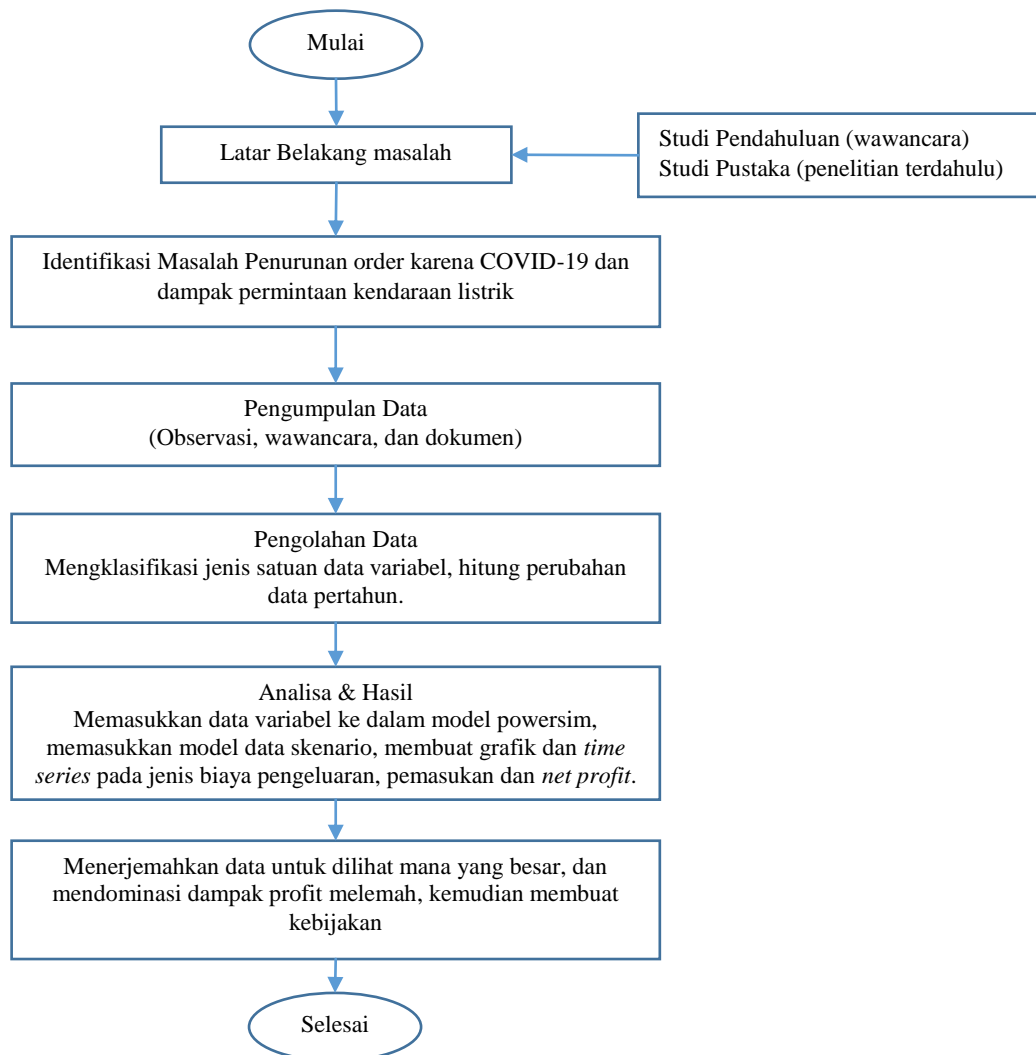 Mulai
Latar Belakang masalah
Studi Pendahuluan (wawancara)
Studi Pustaka (penelitian terdahulu)
Identifikasi Masalah Penurunan order karena COVID-19 dan
dampak permintaan kendaraan listrik
Pengumpulan Data
(Observasi, wawancara, dan dokumen)
Pengolahan Data
Mengklasifikasi jenis satuan data variabel, hitung perubahan
data pertahun.
Analisa & Hasil
Memasukkan data variabel ke dalam model powersim,
memasukkan model data skenario, membuat grafik dan time
series pada jenis biaya pengeluaran, pemasukan dan net profit.
Menerjemahkan data untuk dilihat mana yang besar, dan
mendominasi dampak profit melemah, kemudian membuat
kebijakan
Selesai